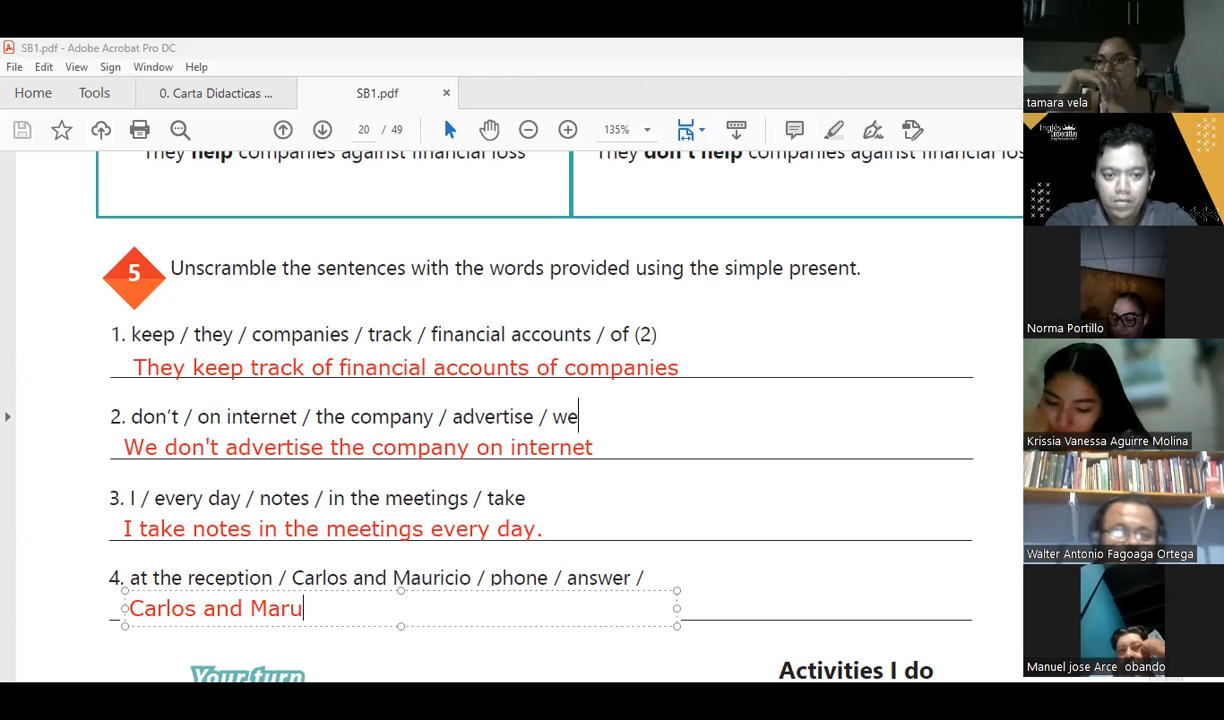 SB1.pdf - Adobe Acrobat Pro DC
File Edit View Sign Window Help
Home Tools 0. Carta Didacticas ... SB1.pdf ×
20 / 49 135%
They help companies against financial loss
They don't help companies against financial los
5 Unscramble the sentences with the words provided using the simple present.
1. keep / they / companies / track / financial accounts / of (2)
They keep track of financial accounts of companies
2. don't / on internet / the company / advertise / we
We don't advertise the company on internet
3. I / every day / notes / in the meetings / take
I take notes in the meetings every day.
4. at the reception / Carlos and Mauricio / phone / answer /
Carlos and Maru
Your turn
Activities I do
tamara vela
Inglés
Norma Portillo
Krissia Vanessa Aguirre Molina
Walter Antonio Fagoaga Ortega
Manuel jose Arce obando